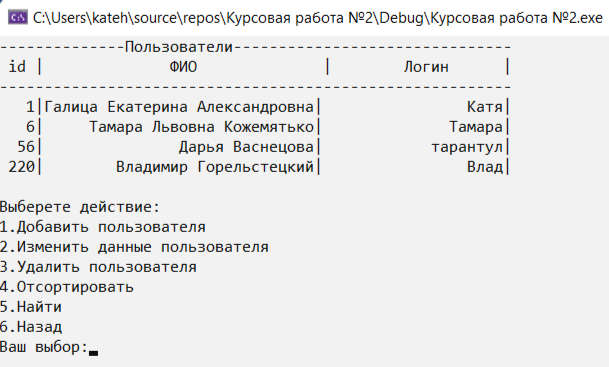 C:\Users\kateh\source\repos\Курсовая работа №2\Debug\Курсовая работа №2.exe
--------------Пользователи-------------------------------
id | ФИО | Логин |
---------------------------------------------------------
1|Галица Екатерина Александровна| Катя|
6| Тамара Львовна Кожемятько| Тамара|
56| Дарья Васнецова| тарантул|
220| Владимир Горельстецкий| Влад|
Выберете действие:
1.Добавить пользователя
2.Изменить данные пользователя
3.Удалить пользователя
4.Отсортировать
5.Найти
6.Назад
Ваш выбор: